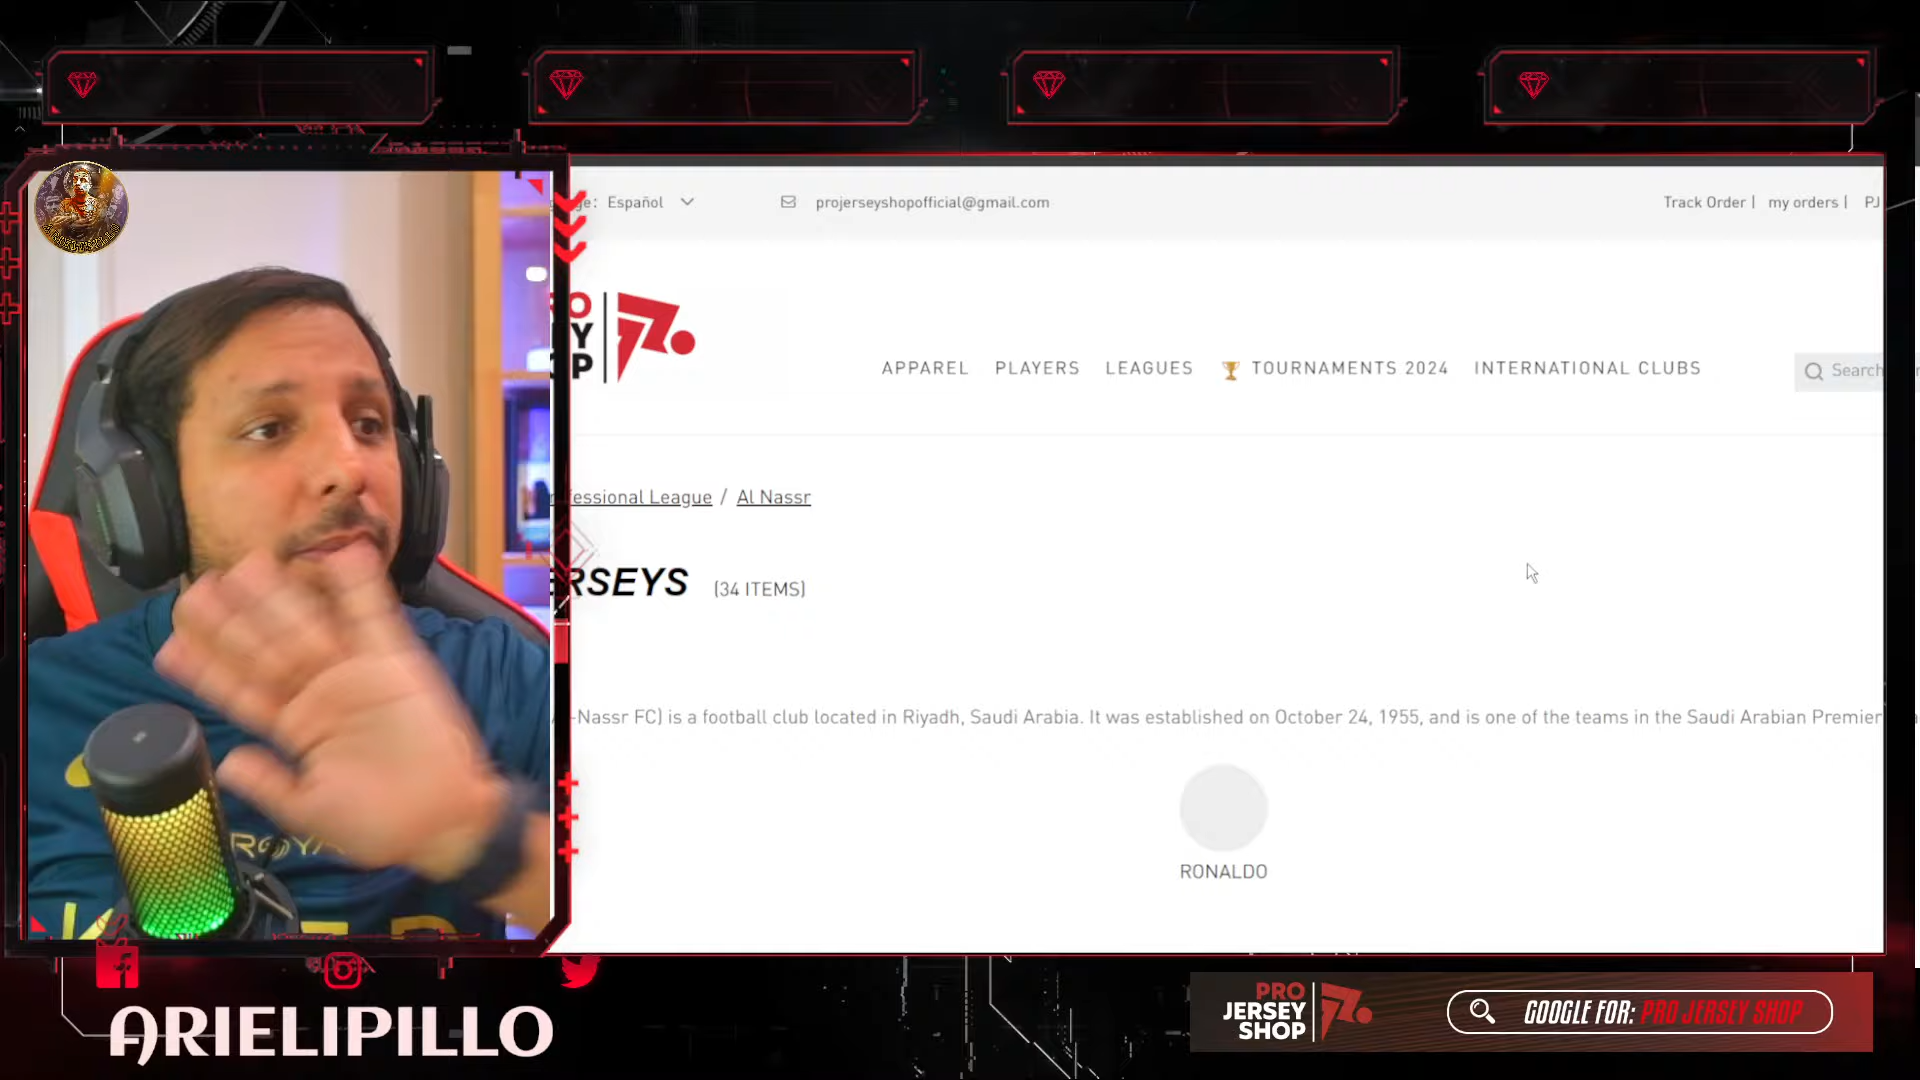 Español
projerseyshopofficial@gmail.com
Track Order | my orders | PJ
APPAREL PLAYERS LEAGUES TOURNAMENTS 2024 INTERNATIONAL CLUBS
Search
fessional League / Al Nassr
ERSEYS (34 ITEMS)
-Nassr FC) is a football club located in Riyadh, Saudi Arabia. It was established on October 24, 1955, and is one of the teams in the Saudi Arabian Premier
RONALDO
ARIELIPILLO
PRO
JERSEY
SHOP
GOOGLE FOR: PRO JERSEY SHOP